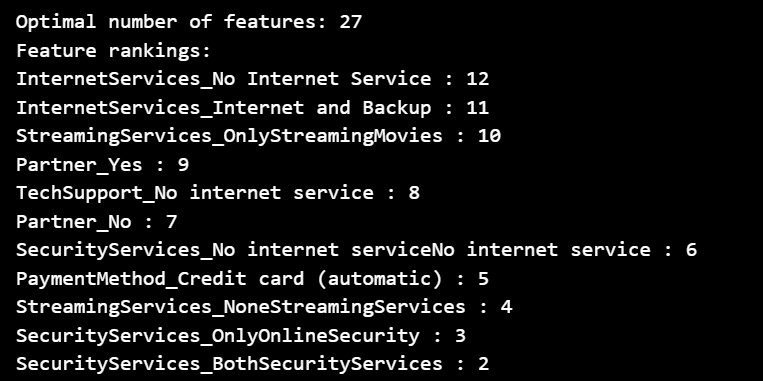 Optimal number of features: 27
Feature rankings:
InternetServices_No Internet Service : 12
InternetServices_Internet and Backup : 11
StreamingServices_OnlyStreamingMovies : 10
Partner_Yes : 9
TechSupport_No internet service : 8
Partner_No : 7
SecurityServices_No internet serviceNo internet service : 6
PaymentMethod_Credit card (automatic) : 5
StreamingServices_NoneStreamingServices : 4
SecurityServices_OnlyOnlineSecurity : 3
SecurityServices_BothSecurityServices : 2